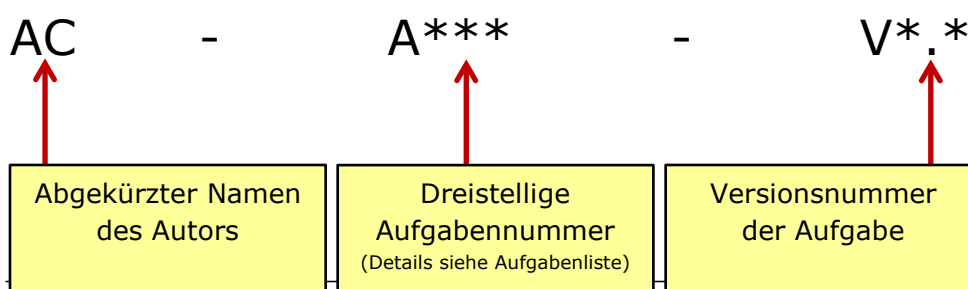 AC - A*** - V*.*
Abgekürzter Namen
des Autors
Dreistellige
Aufgabennummer
(Details siehe Aufgabenliste)
Versionsnummer
der Aufgabe